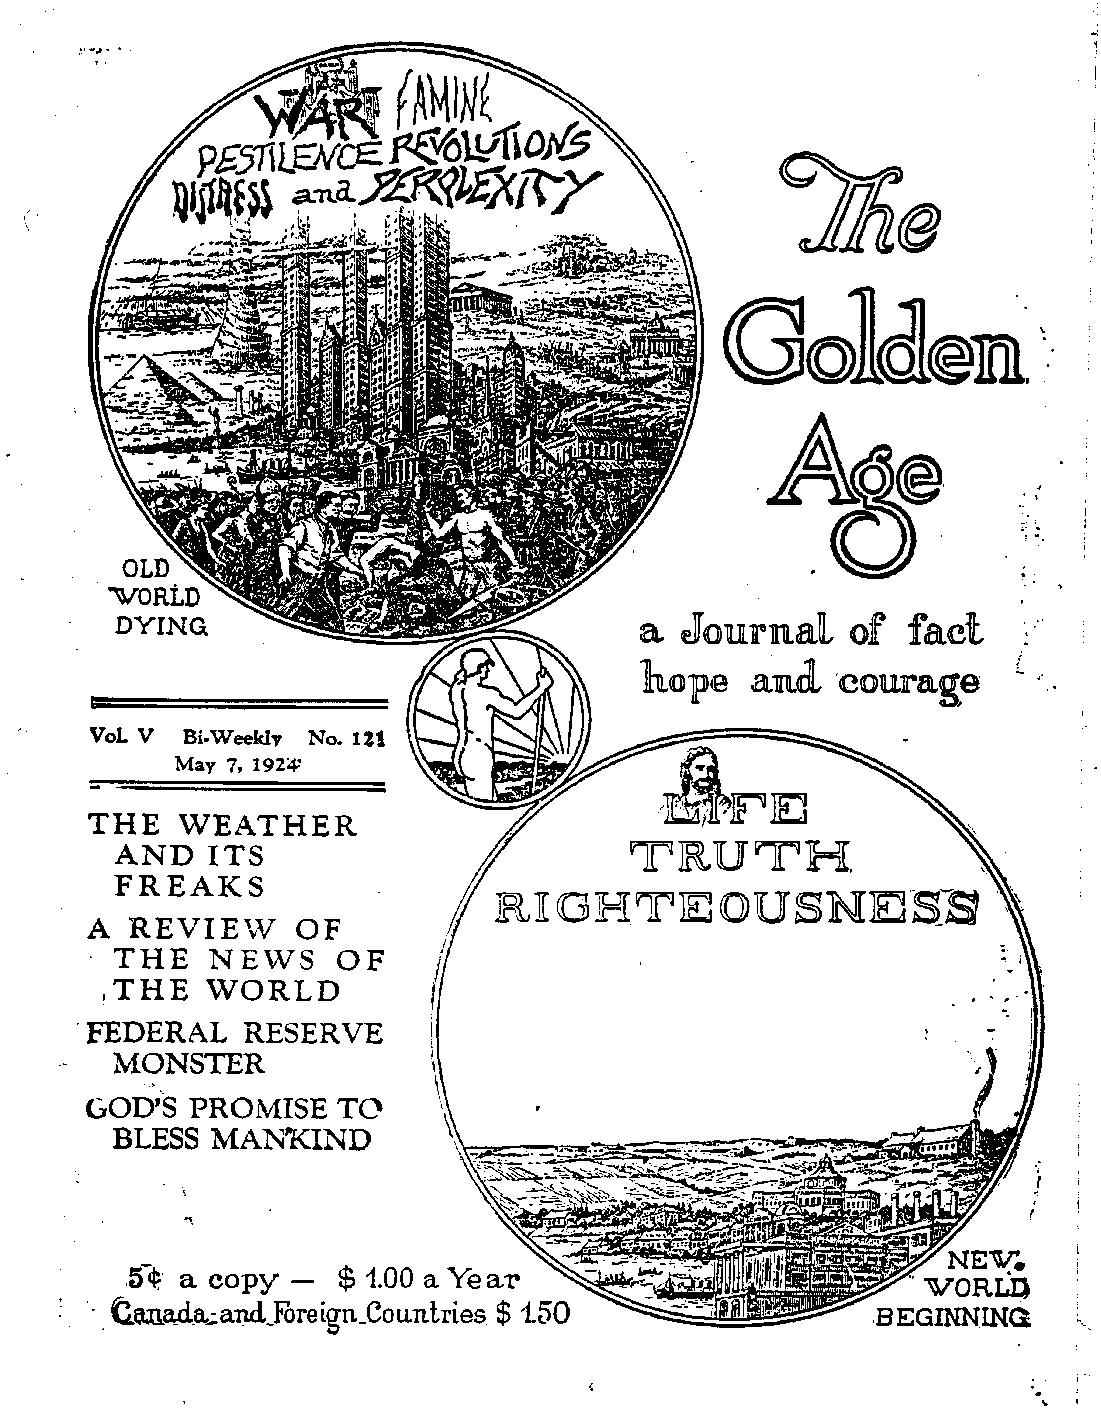 WAR FAMINE
PESTILENCE REVOLUTIONS
DISTRESS and PERPLEXITY
The
Golden
Age
OLD
WORLD
DYING
a Journal of fact
hope and courage
Vol. V Bi-Weekly No. 121
May 7, 1924
THE WEATHER
AND ITS
FREAKS
A REVIEW OF
THE NEWS OF
THE WORLD
FEDERAL RESERVE
MONSTER
GOD'S PROMISE TO
BLESS MANKIND
LIFE
TRUTH
RIGHTEOUSNESS
5¢ a copy — $ 1.00 a Year
Canada and Foreign Countries $ 1.50
NEW
WORLD
BEGINNING